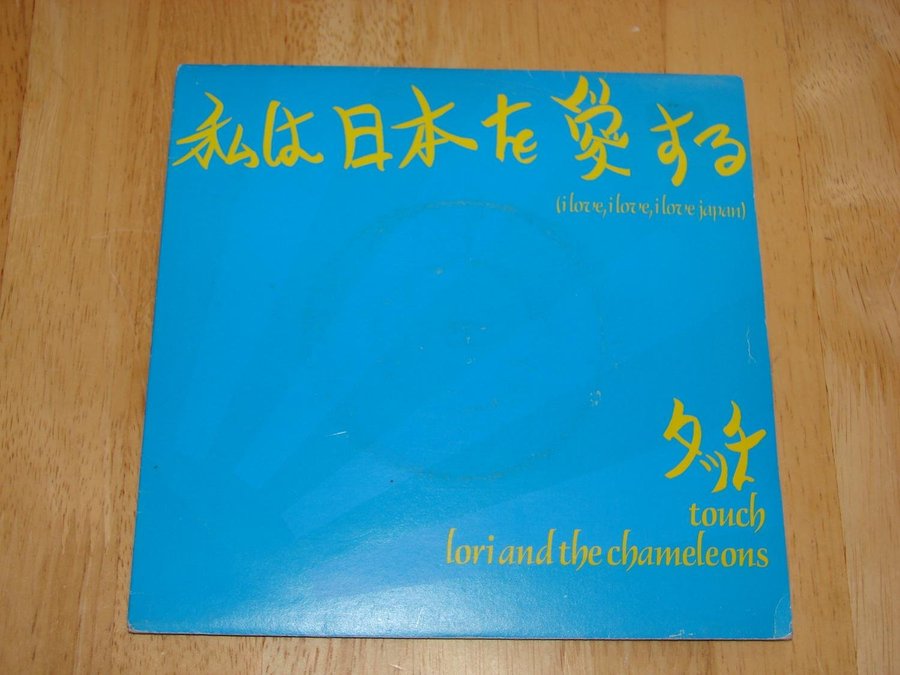 私は日本を愛する
(i love, i love, i love japan)
タッチ
touch
lori and the chameleons